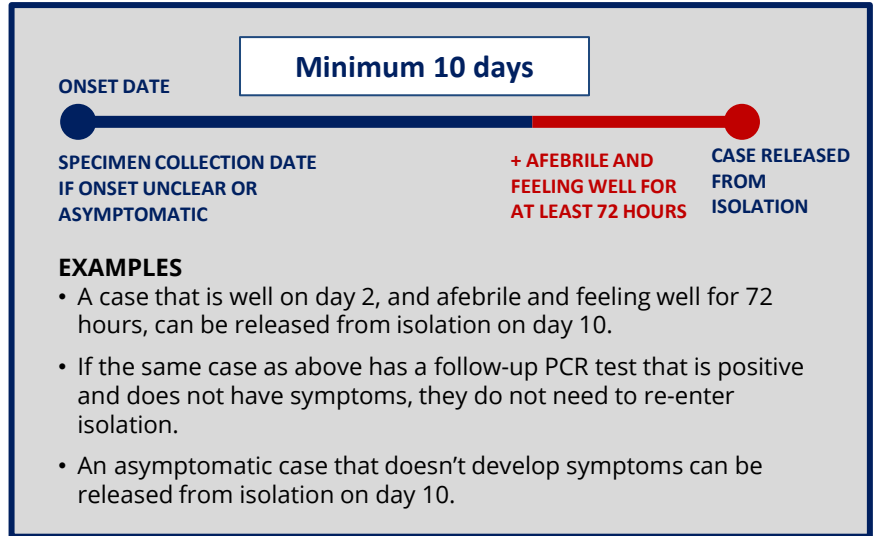 Minimum 10 days
ONSET DATE
SPECIMEN COLLECTION DATE
IF ONSET UNCLEAR OR
ASYMPTOMATIC
+ AFEBRILE AND
FEELING WELL FOR
AT LEAST 72 HOURS
CASE RELEASED
FROM
ISOLATION
EXAMPLES
• A case that is well on day 2, and afebrile and feeling well for 72
hours, can be released from isolation on day 10.
• If the same case as above has a follow-up PCR test that is positive
and does not have symptoms, they do not need to re-enter
isolation.
• An asymptomatic case that doesn’t develop symptoms can be
released from isolation on day 10.